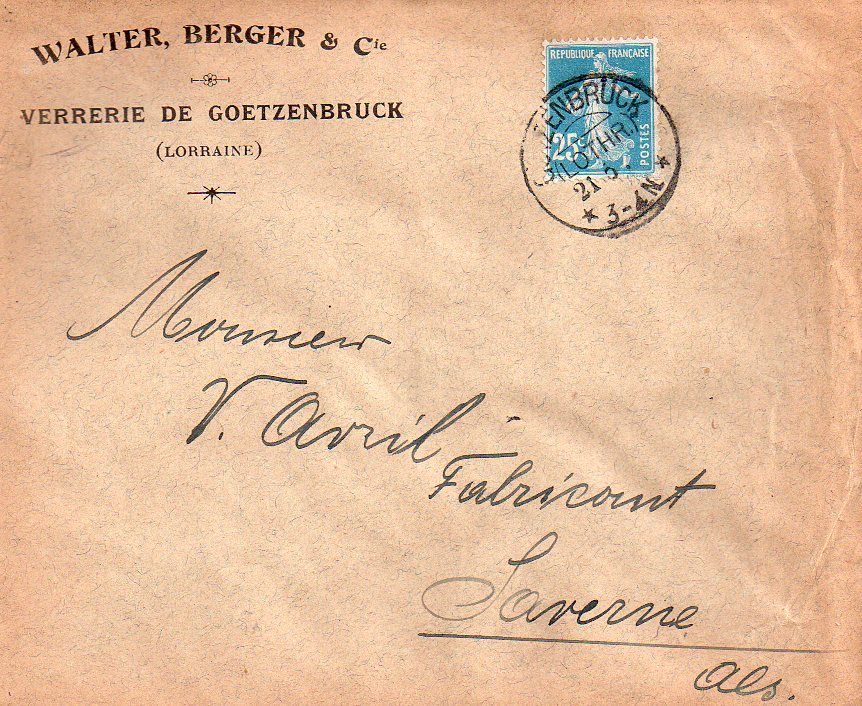 WALTER, BERGER & Cie
VERRERIE DE GOETZENBRUCK
(LORRAINE)
REPUBLIQUE FRANÇAISE
25c
POSTES
ZENBRUCK
(LOTHR.)
21 5
* 3-4N *
Monsieur
V. Avril
Fabricant
Saverne
Als.